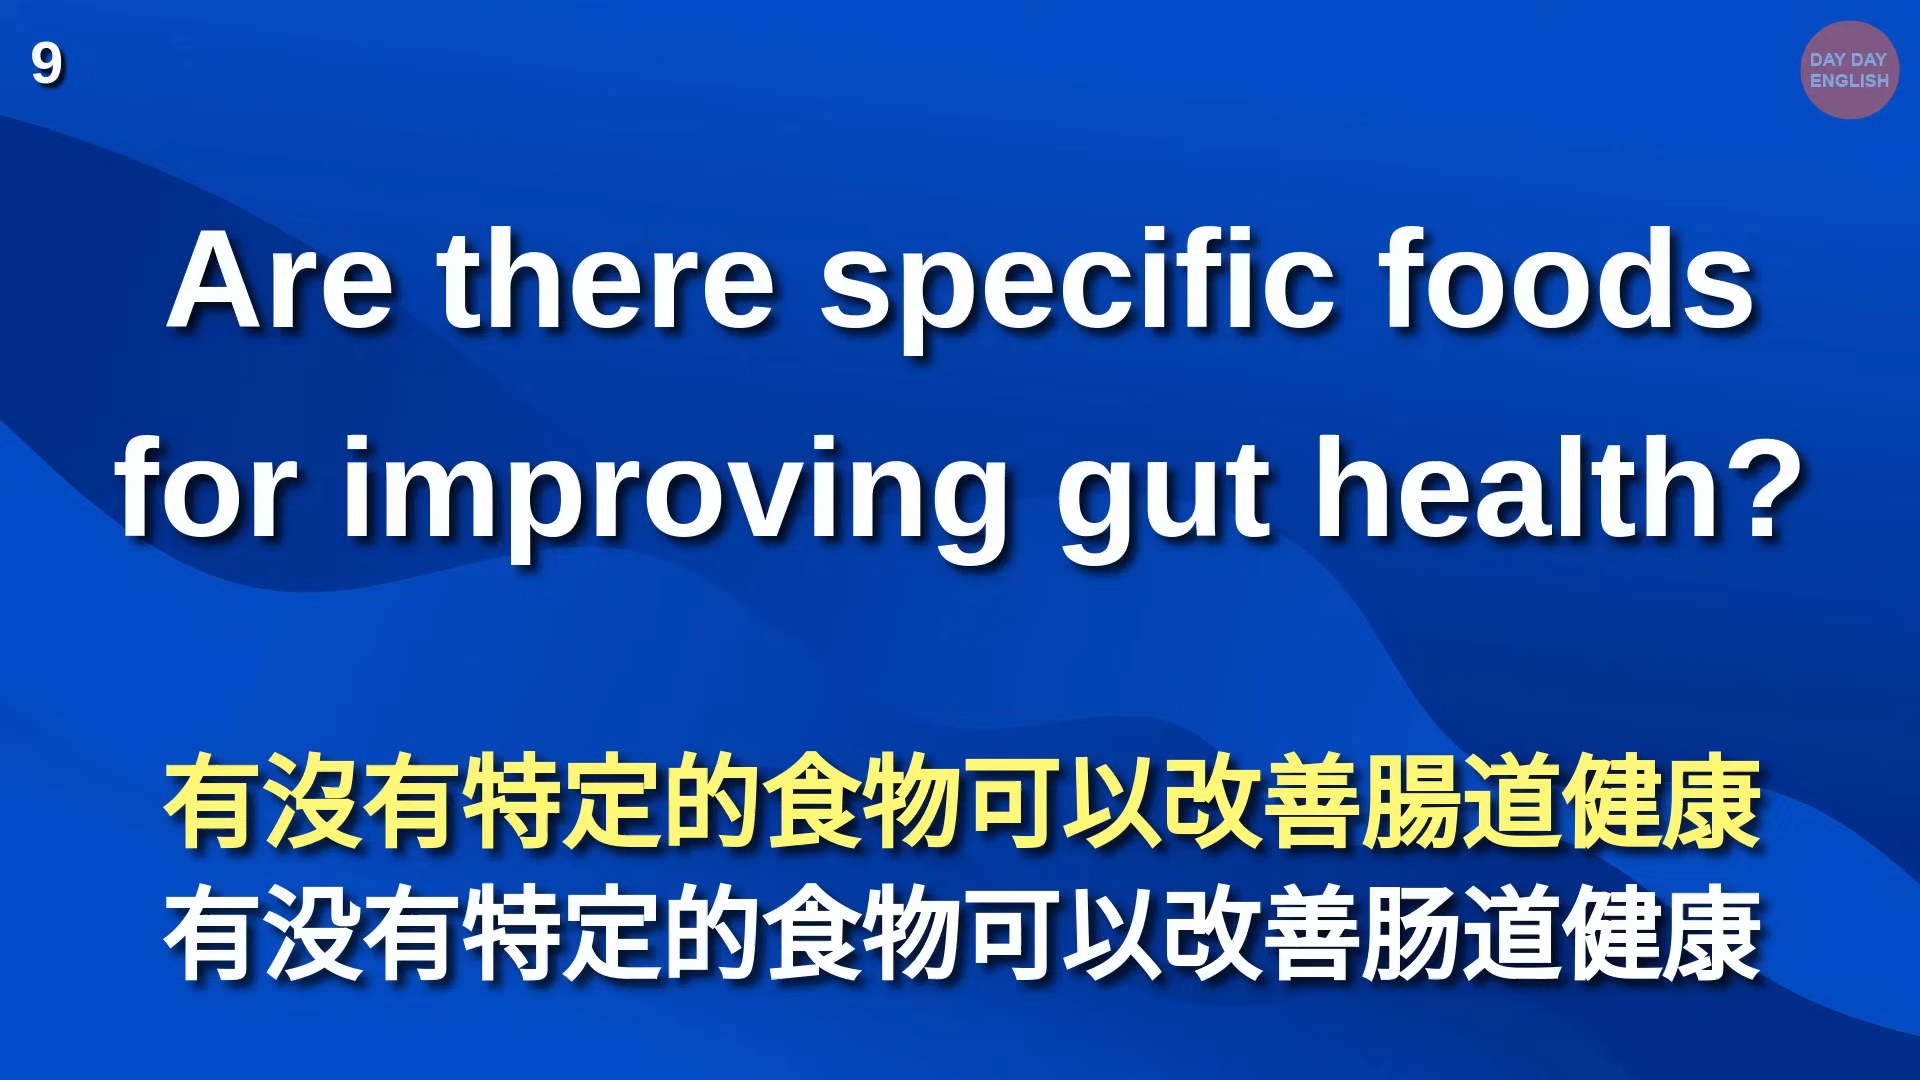 9
DAY DAY
ENGLISH
Are there specific foods
for improving gut health?
有沒有特定的食物可以改善腸道健康
有没有特定的食物可以改善肠道健康